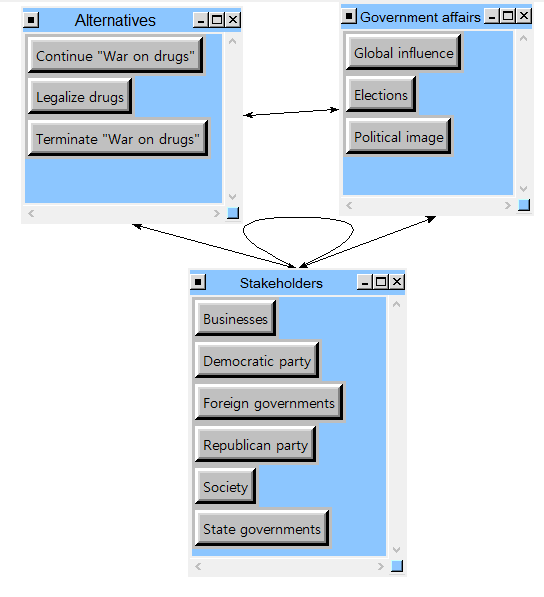 Alternatives
Continue "War on drugs"
Legalize drugs
Terminate "War on drugs"
Government affairs
Global influence
Elections
Political image
Stakeholders
Businesses
Democratic party
Foreign governments
Republican party
Society
State governments